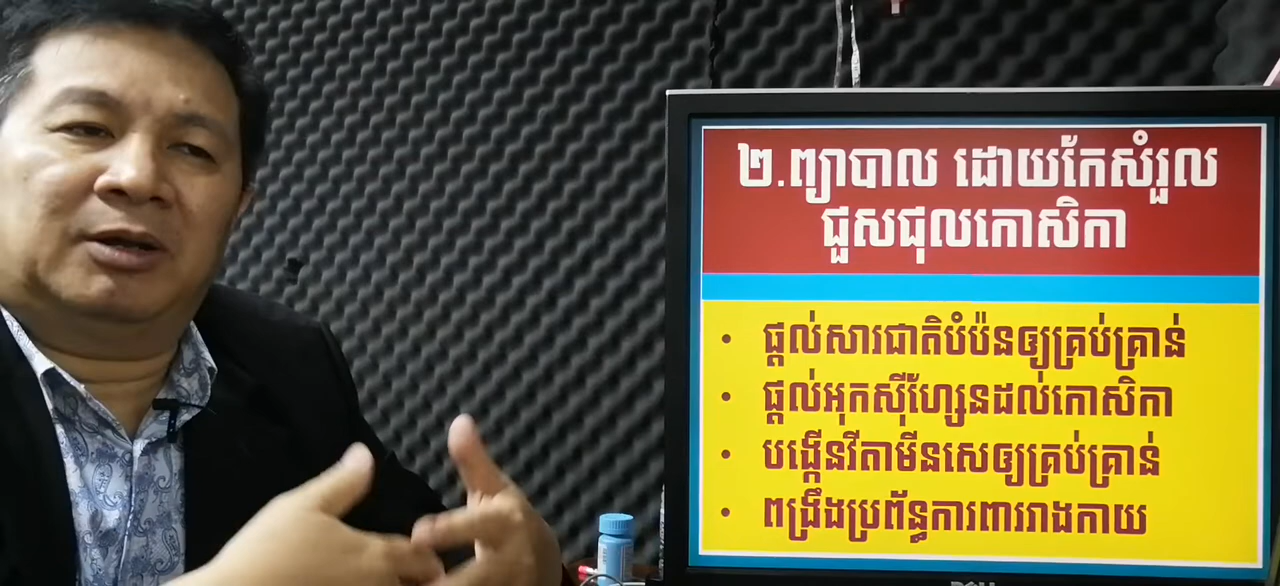 ២.ព្យាបាល ដោយកែសំរួល
ជួសជុលកោសិកា
• ផ្តល់សារជាតិបំប៉នឲ្យគ្រប់គ្រាន់
• ផ្តល់អុកស៊ីហ្សែនដល់កោសិកា
• បង្កើនវីតាមីនសេឲ្យគ្រប់គ្រាន់
• ពង្រឹងប្រព័ន្ធការពាររាងកាយ